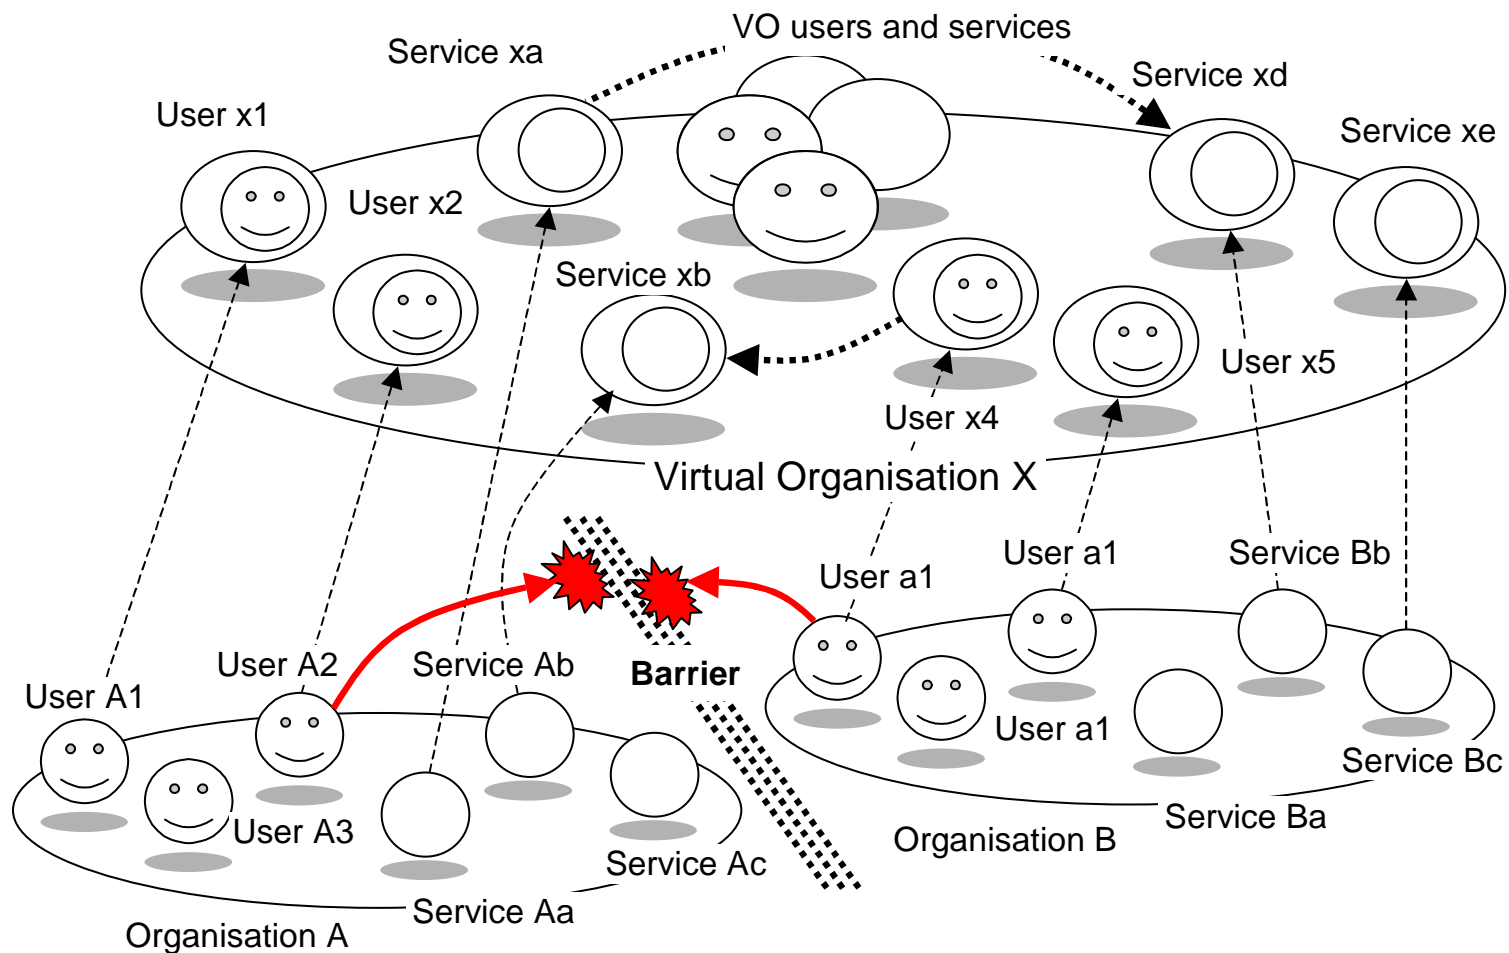 VO users and services
Service xa
Service xd
User x1
Service xe
User x2
Service xb
User x5
User x4
Virtual Organisation X
User a1
Service Bb
User a1
User A2
Service Ab
Barrier
User A1
User a1
Service Bc
Service Ba
User A3
Organisation B
Service Ac
Service Aa
Organisation A